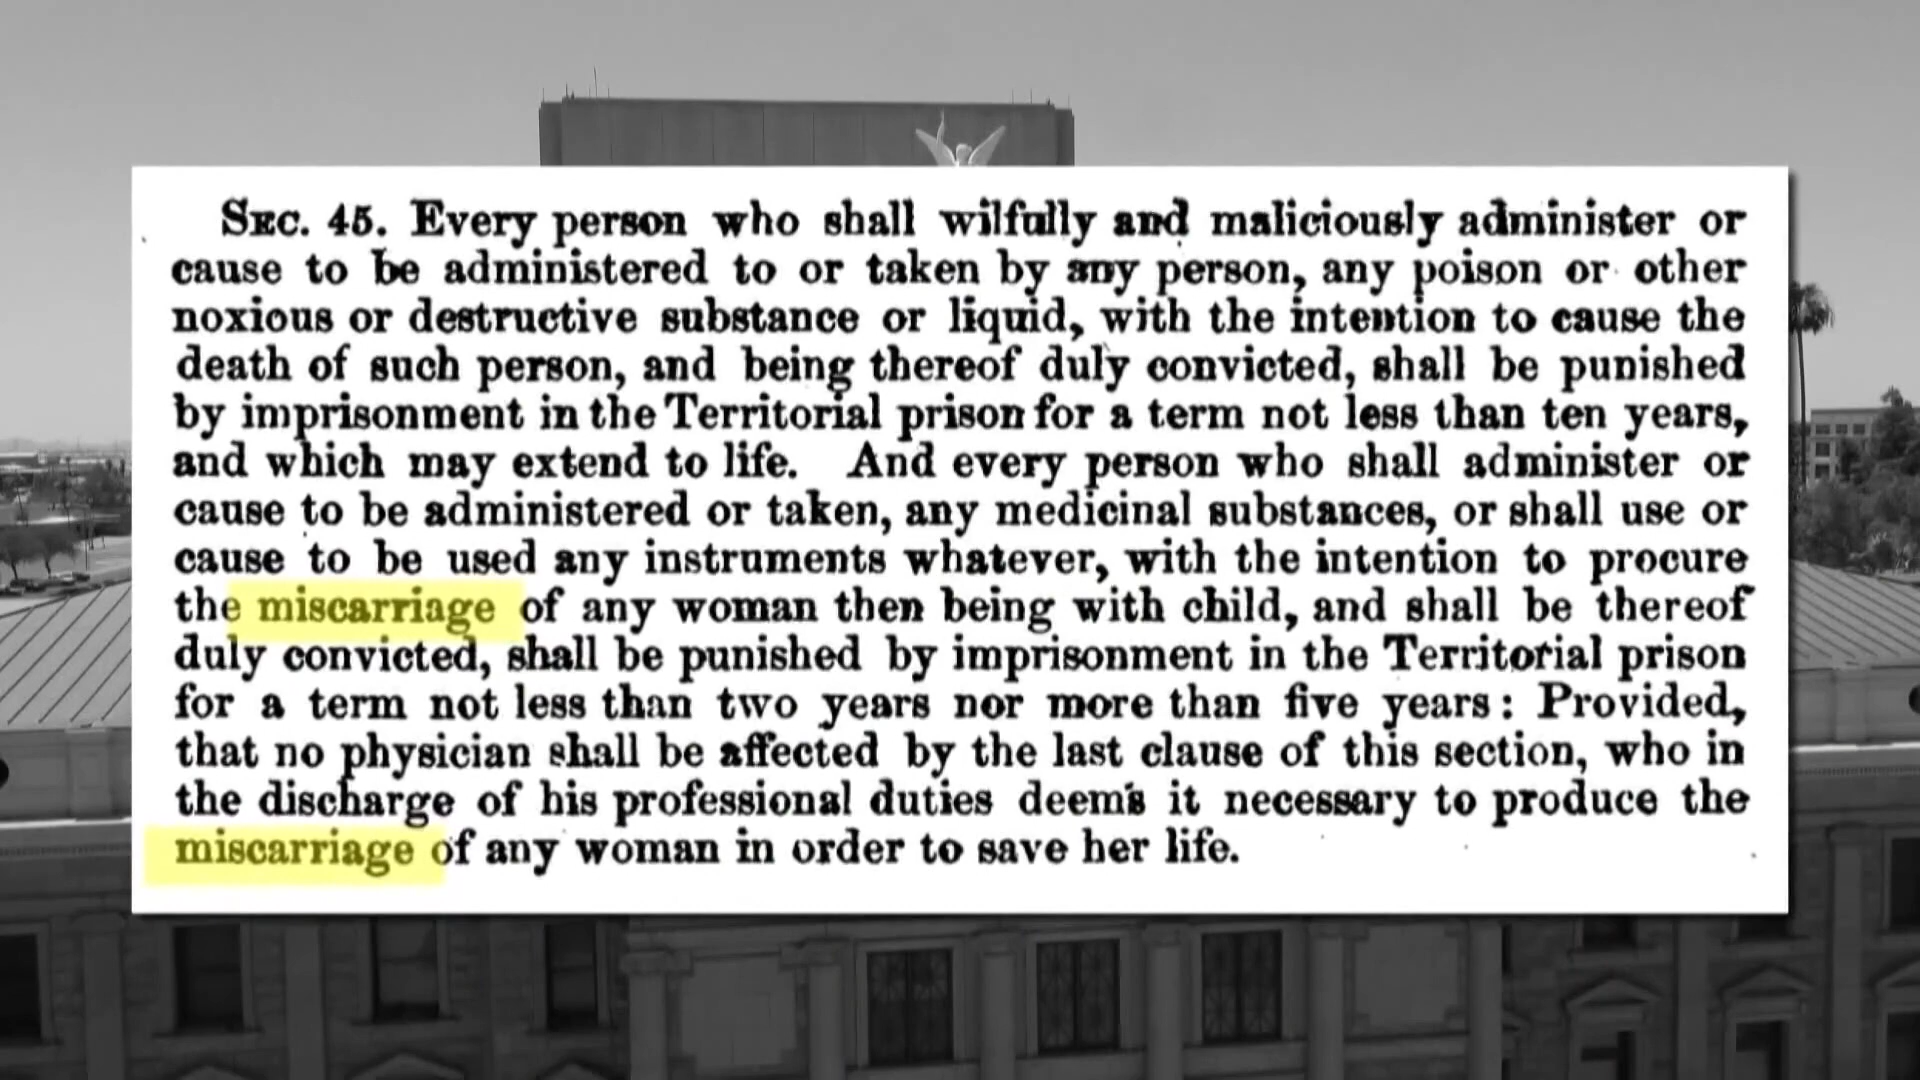 SEC. 45. Every person who shall wilfully and maliciously administer or
cause to be administered to or taken by any person, any poison or other
noxious or destructive substance or liquid, with the intention to cause the
death of such person, and being thereof duly convicted, shall be punished
by imprisonment in the Territorial prison for a term not less than ten years,
and which may extend to life. And every person who shall administer or
cause to be administered or taken, any medicinal substances, or shall use or
cause to be used any instruments whatever, with the intention to procure
the miscarriage of any woman then being with child, and shall be thereof
duly convicted, shall be punished by imprisonment in the Territorial prison
for a term not less than two years nor more than five years: Provided,
that no physician shall be affected by the last clause of this section, who in
the discharge of his professional duties deems it necessary to produce the
miscarriage of any woman in order to save her life.